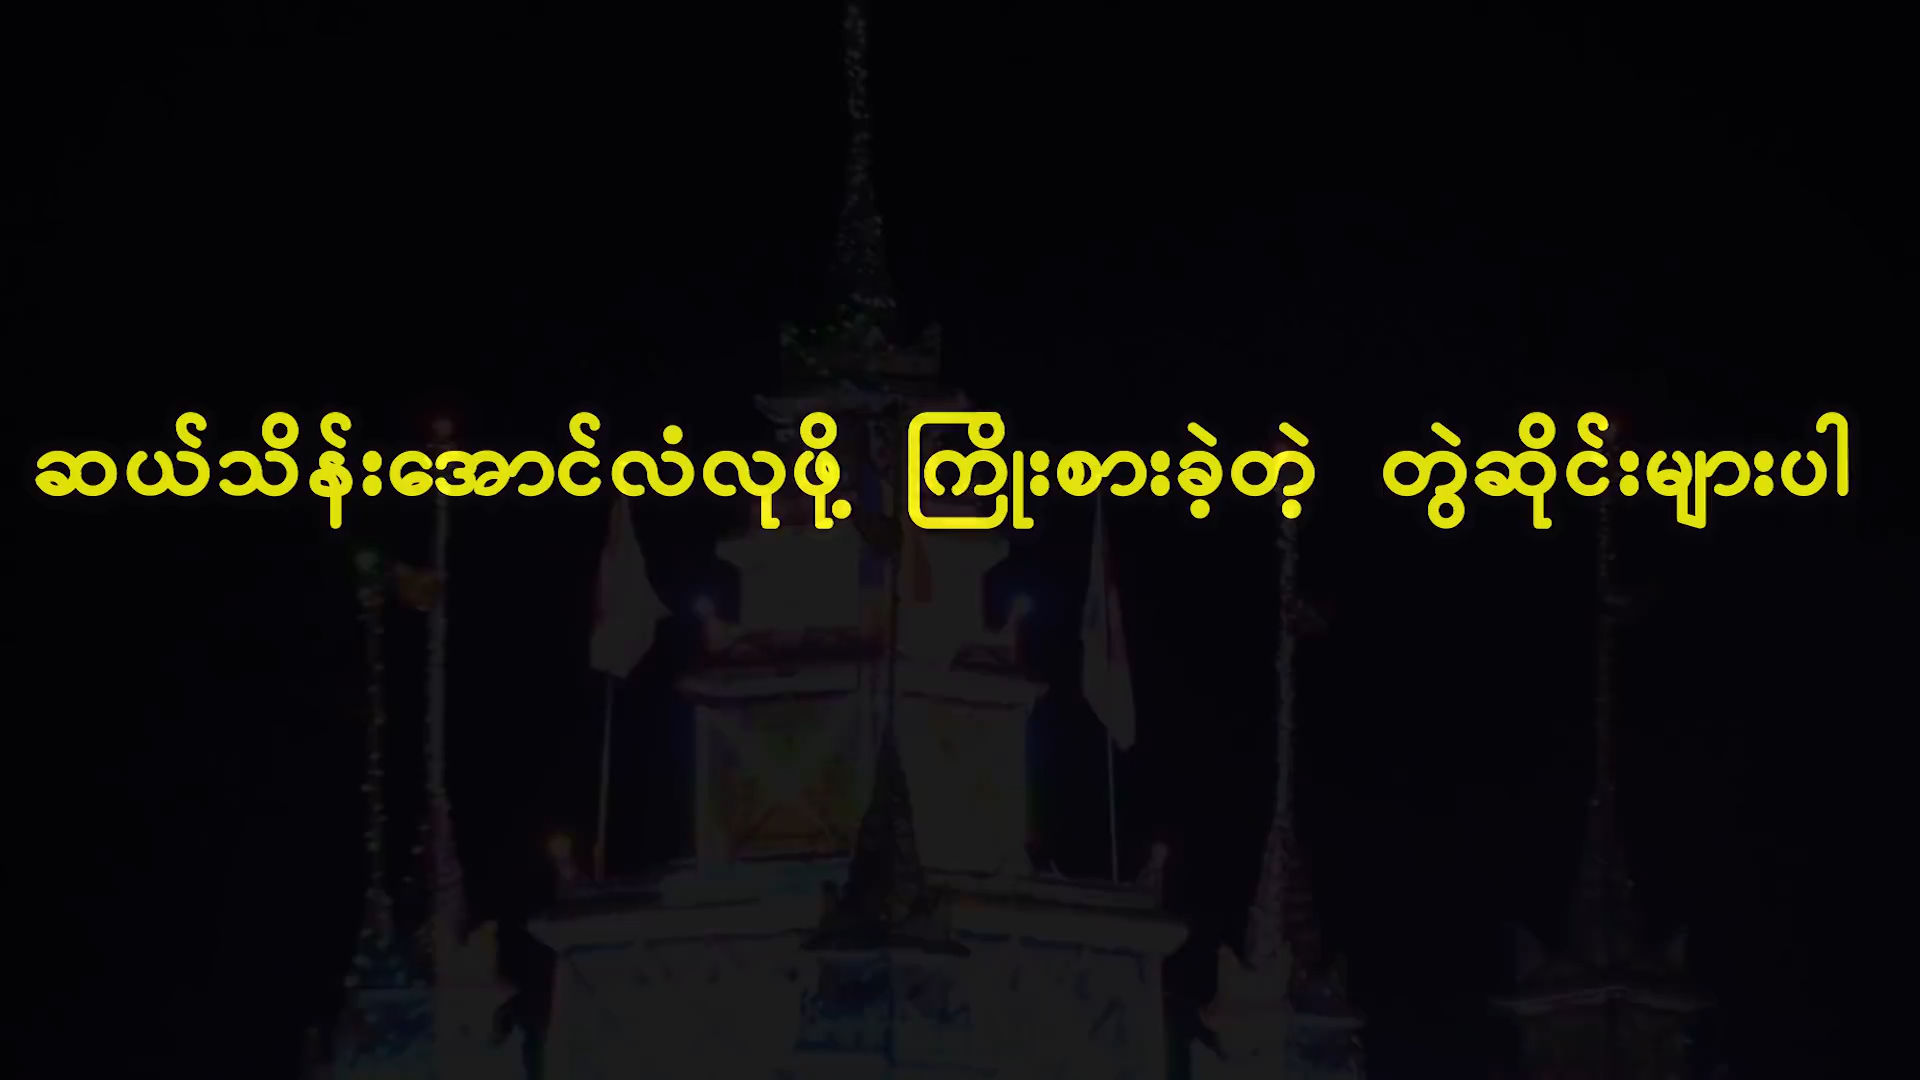 ဆယ်သိန်းအောင်လံလုဖို့ ကြိုးစားခဲ့တဲ့ တွဲဆိုင်းများပါ